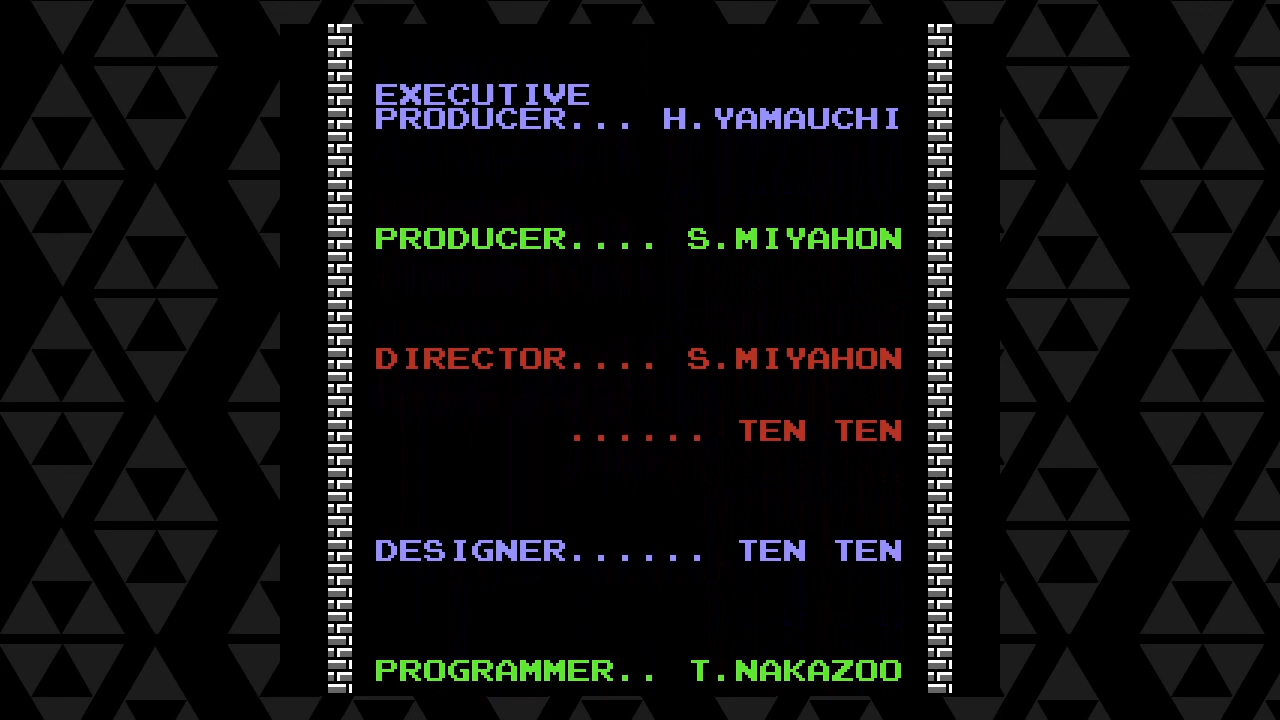 EXECUTIVE
PRODUCER... H.YAMAUCHI
PRODUCER.... S.MIYAHON
DIRECTOR.... S.MIYAHON
...... TEN TEN
DESIGNER...... TEN TEN
PROGRAMMER.. T.NAKAZOO